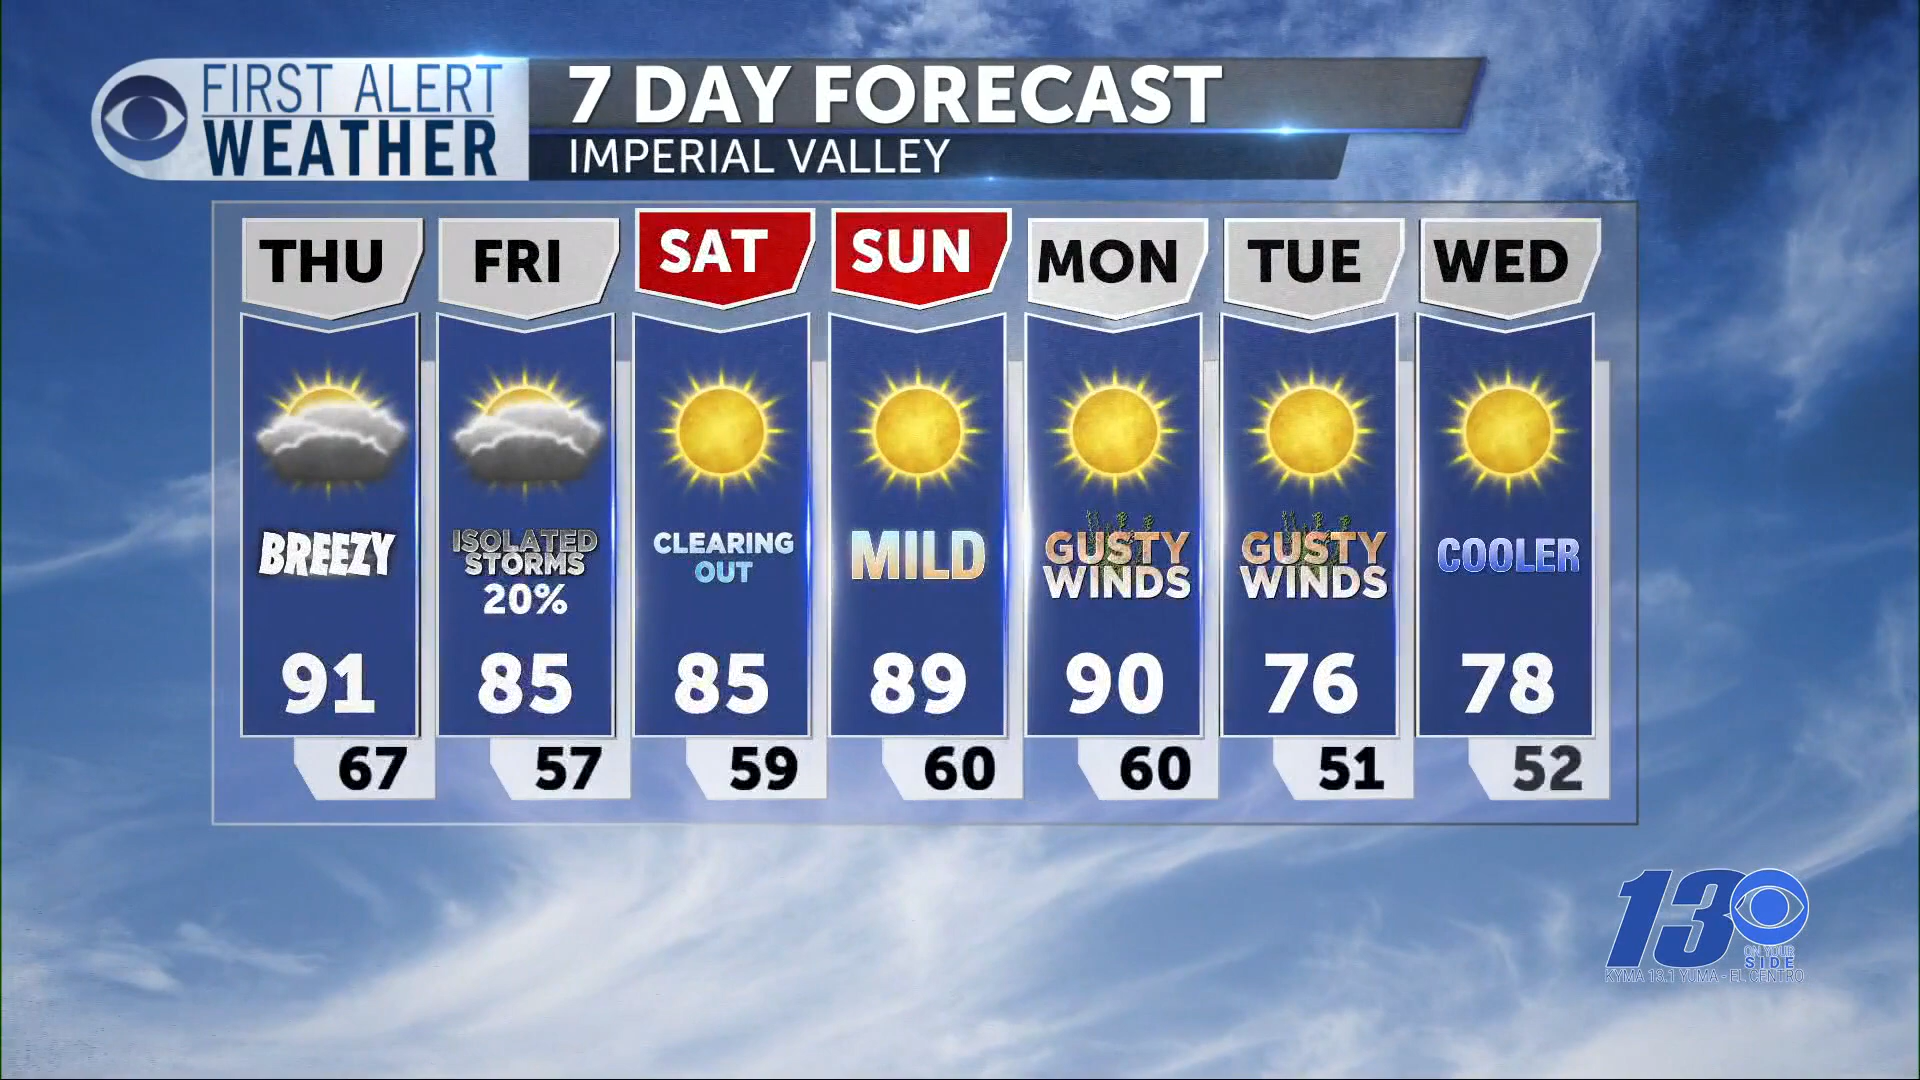 FIRST ALERT
WEATHER
7 DAY FORECAST
IMPERIAL VALLEY
THU
FRI
SAT
SUN
MON
TUE
WED
BREEZY
ISOLATED
STORMS
20%
CLEARING
OUT
MILD
GUSTY
WINDS
GUSTY
WINDS
COOLER
91
85
85
89
90
76
78
67
57
59
60
60
51
52
13
ON YOUR
SIDE
KYMA 13.1 YUMA - EL CENTRO